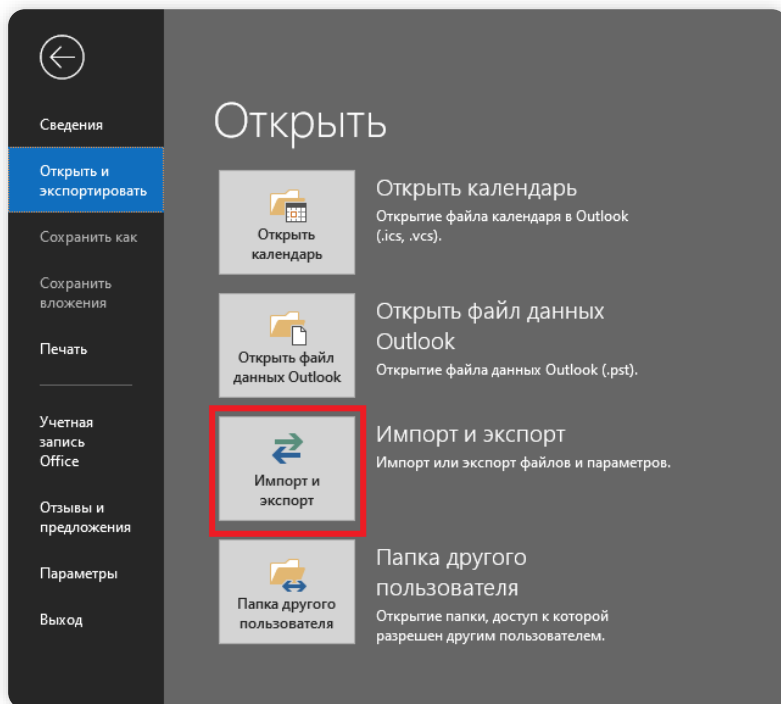 Сведения
Открыть и
экспортировать
Сохранить как
Сохранить
вложения
Печать
Учетная
запись
Office
Отзывы и
предложения
Параметры
Выход
Открыть
Открыть
календарь
Открыть календарь
Открытие файла календаря в Outlook
(.ics, .vcs).
Открыть файл
данных Outlook
Открыть файл данных
Outlook
Открытие файла данных Outlook (.pst).
Импорт и
экспорт
Импорт и экспорт
Импорт или экспорт файлов и параметров.
Папка другого
пользователя
Папка другого
пользователя
Открытие папки, доступ к которой
разрешен другим пользователем.